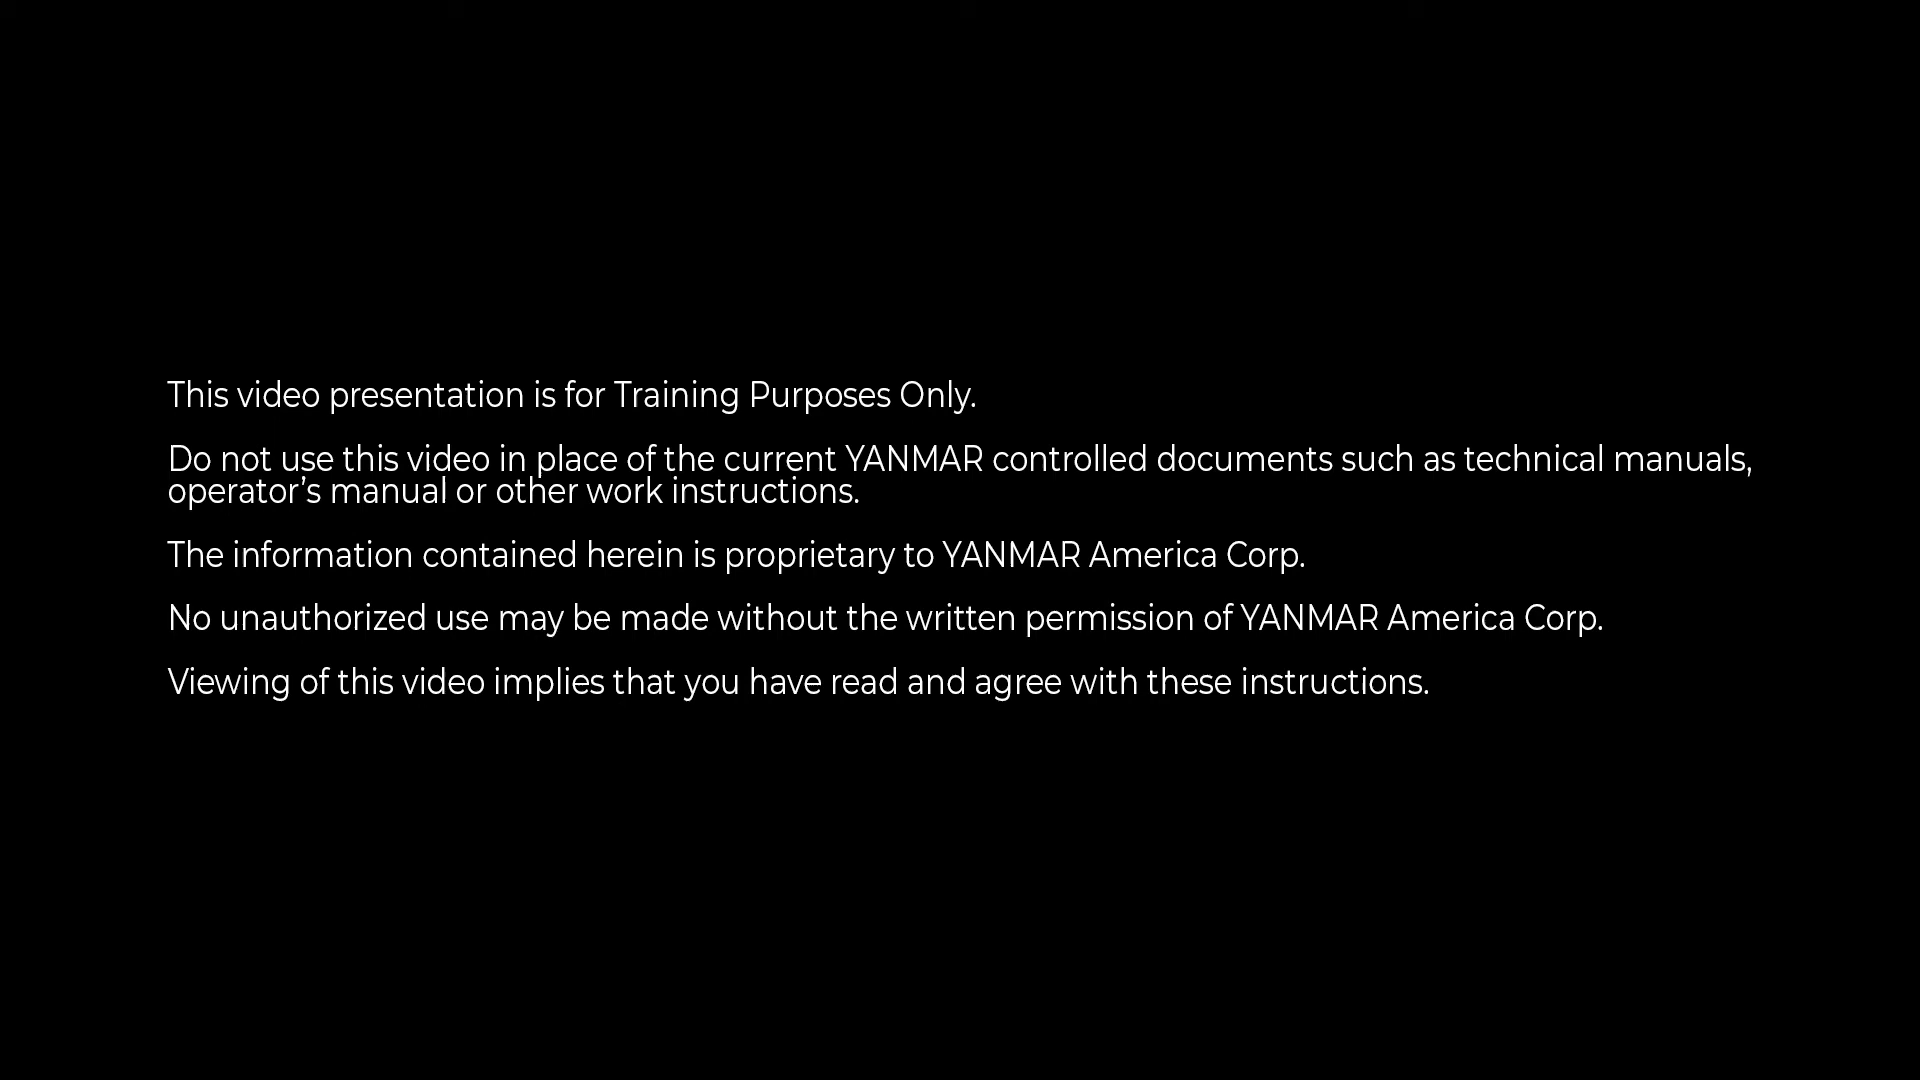 This video presentation is for Training Purposes Only.
Do not use this video in place of the current YANMAR controlled documents such as technical manuals,
operator’s manual or other work instructions.
The information contained herein is proprietary to YANMAR America Corp.
No unauthorized use may be made without the written permission of YANMAR America Corp.
Viewing of this video implies that you have read and agree with these instructions.